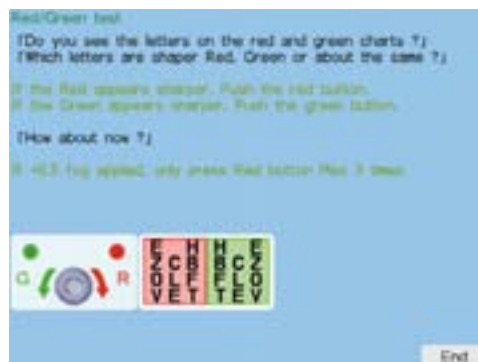 Red/Green test
「Do you see the letters on the red and green charts ?」
「Which letters are shaper Red, Green or about the same ?」
If the Red appears sharper, Push the red button.
If the Green appears sharper, Push the green button.
「How about now ?」
If +0.5 fog applied, only press Red button Max 3 times
G R
E H H E
Z C B B C Z
O L F F L O
V E T T E V
End